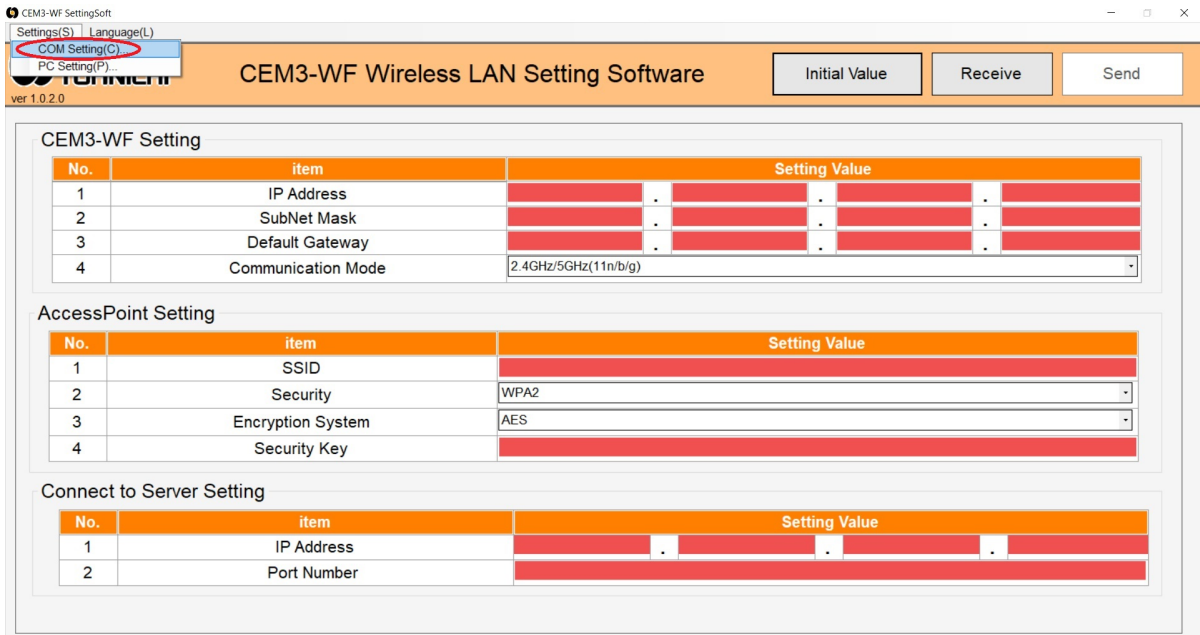 CEM3-WF SettingSoft
Settings(S) Language(L)
COM Setting(C)...
PC Setting(P)...
ver 1.0.2.0
CEM3-WF Wireless LAN Setting Software
Initial Value Receive Send
CEM3-WF Setting
No. item Setting Value
1 IP Address . . .
2 SubNet Mask . . .
3 Default Gateway . . .
4 Communication Mode 2.4GHz/5GHz(11n/b/g)
AccessPoint Setting
No. item Setting Value
1 SSID
2 Security WPA2
3 Encryption System AES
4 Security Key
Connect to Server Setting
No. item Setting Value
1 IP Address . . .
2 Port Number